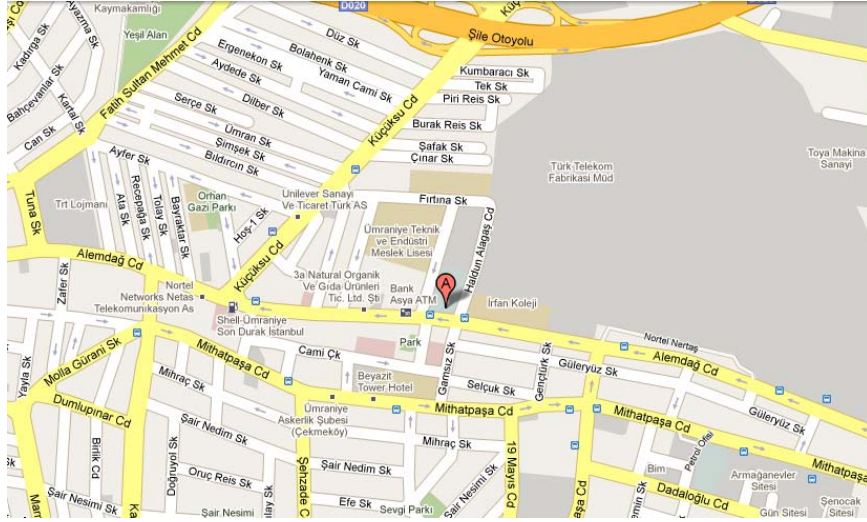 Kaymakamlığı
D020
Yeşil Alan
Ayazma Sk
Kadırga Sk
Bahçevanlar Sk
Kartal Sk
Can Sk
Fatih Sultan Mehmet Cd
Düz Sk
Bolahenk Sk
Ergenekon Sk
Yaman Cami Sk
Aydede Sk
Dilber Sk
Serçe Sk
Ümran Sk
Şimşek Sk
Bıldırcın Sk
Küçüksu Cd
Şile Otoyolu
Kumbaracı Sk
Tek Sk
Piri Reis Sk
Burak Reis Sk
Şafak Sk
Çınar Sk
Türk Telekom
Fabrikası Müd
Toya Makina
Sanayi
Tuna Sk
Trt Lojmanı
Ayfer Sk
Ata Sk
Recepağa Sk
Tolay Sk
Bayraktar Sk
Orhan
Gazi Parkı
Hoş-1 Sk
Unilever Sanayi
Ve Ticaret Türk AS
Fırtına Sk
Ümraniye Teknik
ve Endüstri
Meslek Lisesi
Haldun Alagaş Cd
Alemdağ Cd
Küçüksu Cd
Zafer Sk
Nortel
Networks Netas
Telekomunikasyon As
3a Natural Organik
Ve Gıda Ürünleri
Tic. Ltd. Şti
Bank
Asya ATM
A
İrfan Koleji
Shell-Ümraniye
Son Durak İstanbul
Park
Nortel Nertaş
Alemdağ Cd
Yayla Sk
Molla Gürani Sk
Mithatpaşa Cd
Cami Çk
Gamsız Sk
Gençtürk Sk
Güleryüz Sk
Mihraç Sk
Beyazit
Tower Hotel
Selçuk Sk
Dumlupınar Cd
Ümraniye
Askerlik Şubesi
(Çekmeköy)
Mithatpaşa Cd
Mithatpaşa Cd
Güleryüz Sk
Birlik Cd
Doğruyol Sk
Şair Nedim Sk
Mihraç Sk
19 Mayıs Cd
Petrol Ofisi
Mithatpaşa
Oruç Reis Sk
Şehzade C
Şair Nedim Sk
Bim
Armağanevler
Sitesi
Şair Nesimi Sk
Şair Nesimi
Efe Sk
Sevgi Parkı
Dadaloğlu Cd
Gün Sitesi
Şenocak
Sitesi